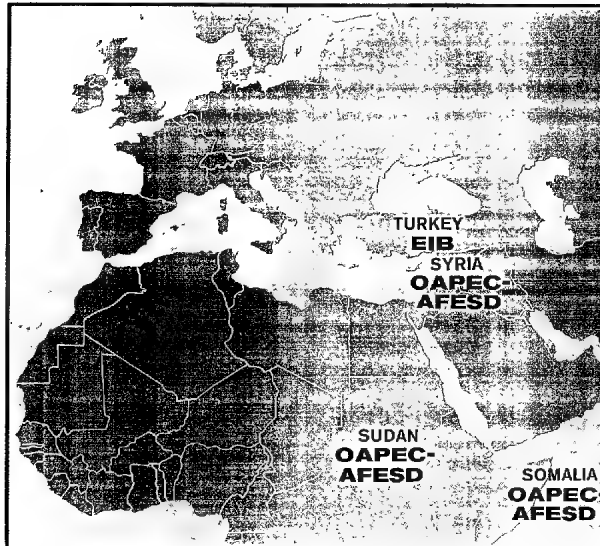 TURKEY
EIB
SYRIA
OAPEC-
AFESD
SUDAN
OAPEC-
AFESD
SOMALIA
OAPEC-
AFESD